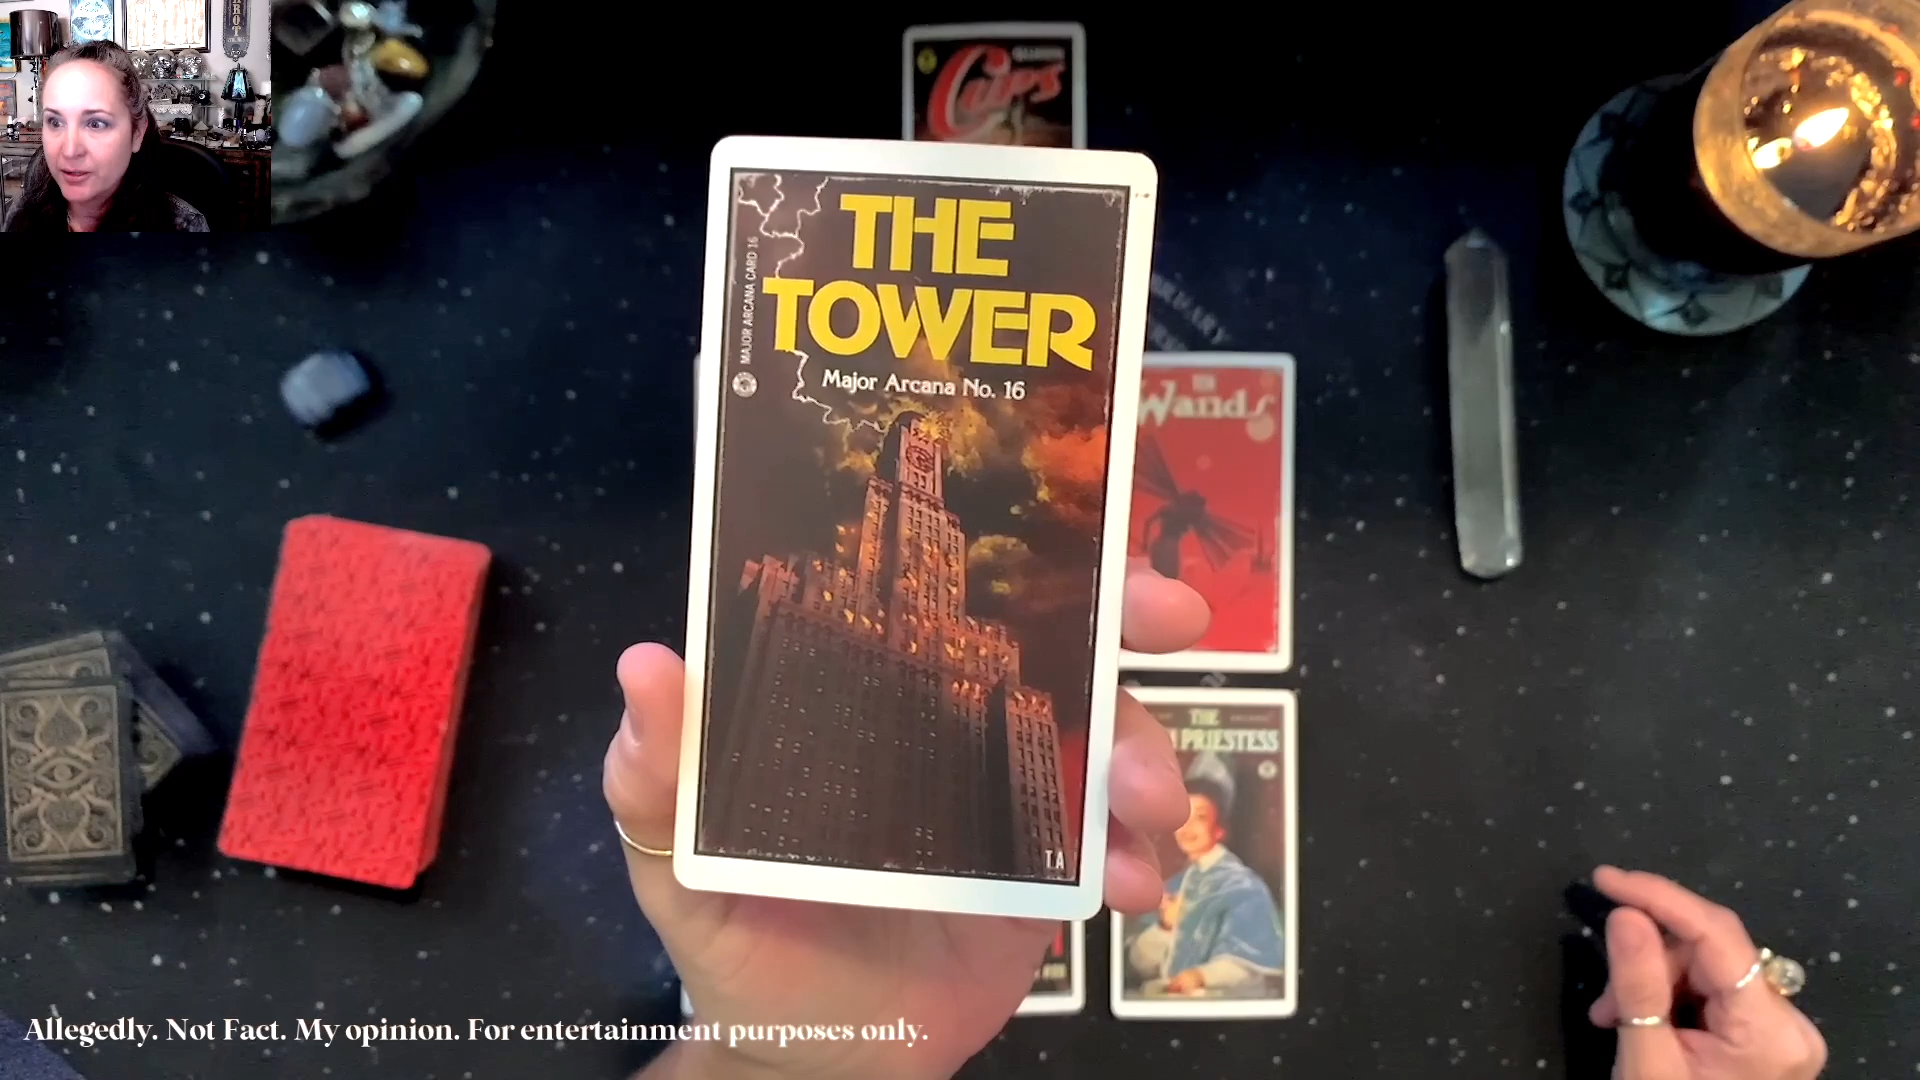 Cups
THE
TOWER
MAJOR ARCANA CARD 16
Major Arcana No. 16
T.A
Wands
THE
PRIESTESS
Allegedly. Not Fact. My opinion. For entertainment purposes only.